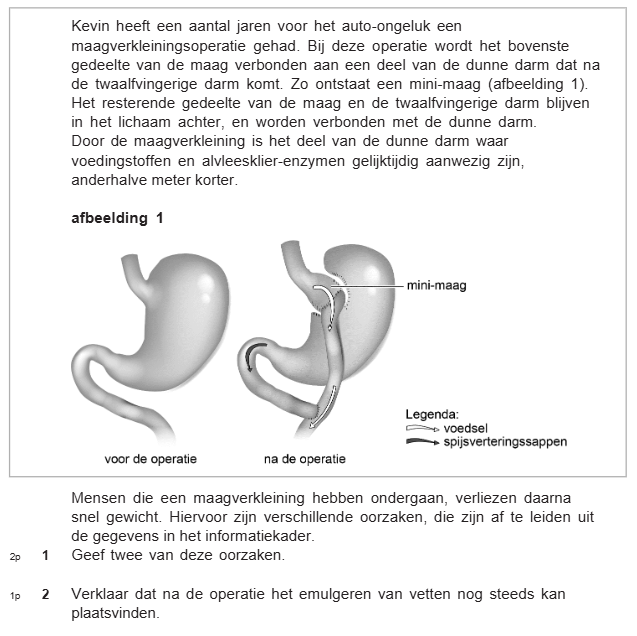 Kevin heeft een aantal jaren voor het auto-ongeluk een
maagverkleiningsoperatie gehad. Bij deze operatie wordt het bovenste
gedeelte van de maag verbonden aan een deel van de dunne darm dat na
de twaalfvingerige darm komt. Zo ontstaat een mini-maag (afbeelding 1).
Het resterende gedeelte van de maag en de twaalfvingerige darm blijven
in het lichaam achter, en worden verbonden met de dunne darm.
Door de maagverkleining is het deel van de dunne darm waar
voedingstoffen en alvleesklier-enzymen gelijktijdig aanwezig zijn,
anderhalve meter korter.
afbeelding 1
mini-maag
Legenda:
voedsel
spijsverteringssappen
voor de operatie
na de operatie
Mensen die een maagverkleining hebben ondergaan, verliezen daarna
snel gewicht. Hiervoor zijn verschillende oorzaken, die zijn af te leiden uit
de gegevens in het informatiekader.
2p 1 Geef twee van deze oorzaken.
1p 2 Verklaar dat na de operatie het emulgeren van vetten nog steeds kan
plaatsvinden.